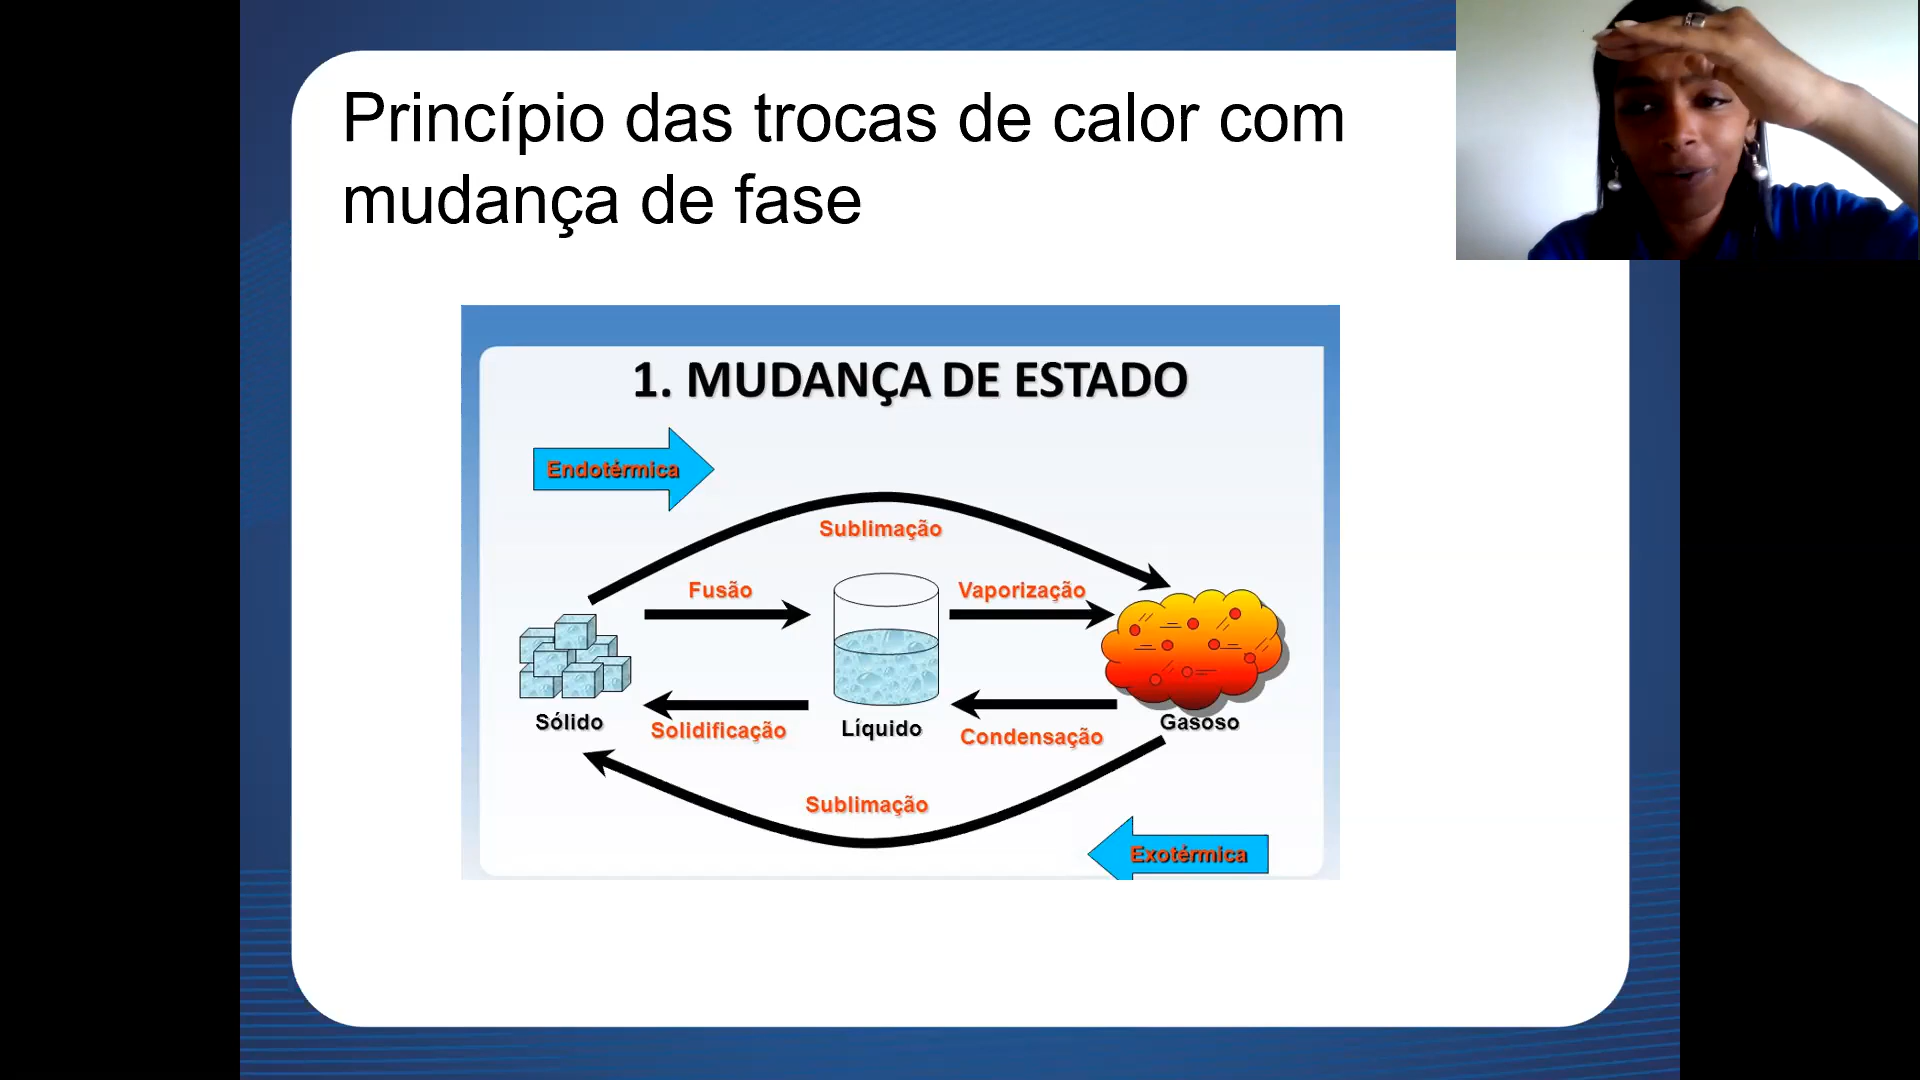 Princípio das trocas de calor com
mudança de fase
1. MUDANÇA DE ESTADO
Endotérmica
Sublimação
Fusão
Vaporização
Sólido
Líquido
Gasoso
Solidificação
Condensação
Sublimação
Exotérmica